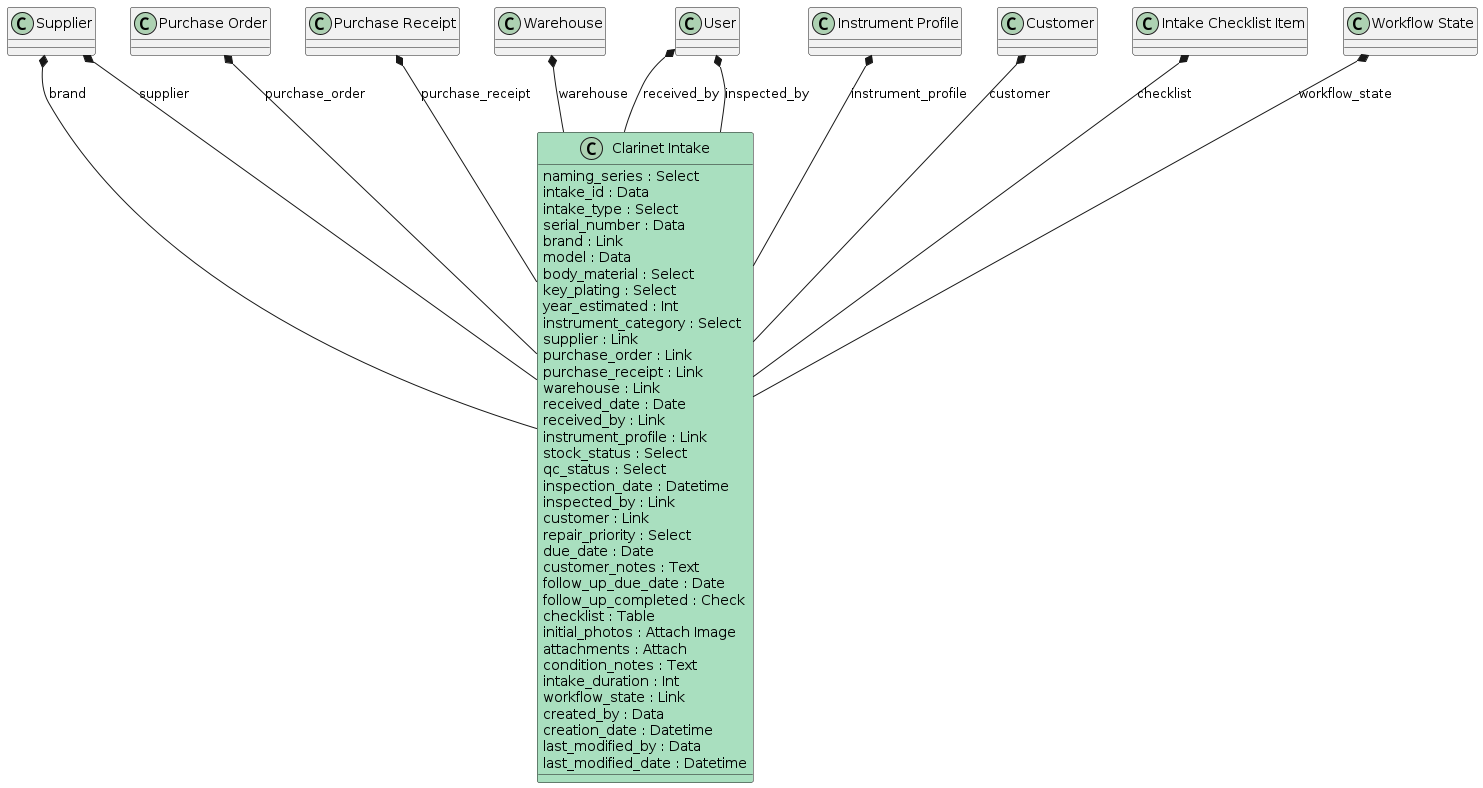 C Supplier
C Purchase Order
C Purchase Receipt
C Warehouse
C User
C Instrument Profile
C Customer
C Intake Checklist Item
C Workflow State
brand
supplier
purchase_order
purchase_receipt
warehouse
received_by
inspected_by
instrument_profile
customer
checklist
workflow_state
C Clarinet Intake
naming_series : Select
intake_id : Data
intake_type : Select
serial_number : Data
brand : Link
model : Data
body_material : Select
key_plating : Select
year_estimated : Int
instrument_category : Select
supplier : Link
purchase_order : Link
purchase_receipt : Link
warehouse : Link
received_date : Date
received_by : Link
instrument_profile : Link
stock_status : Select
qc_status : Select
inspection_date : Datetime
inspected_by : Link
customer : Link
repair_priority : Select
due_date : Date
customer_notes : Text
follow_up_due_date : Date
follow_up_completed : Check
checklist : Table
initial_photos : Attach Image
attachments : Attach
condition_notes : Text
intake_duration : Int
workflow_state : Link
created_by : Data
creation_date : Datetime
last_modified_by : Data
last_modified_date : Datetime